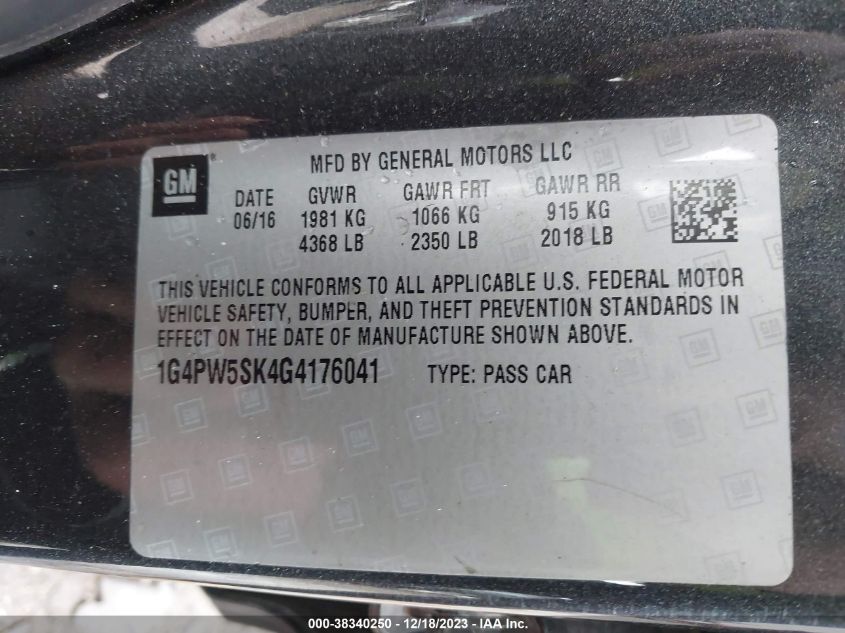 GM
MFD BY GENERAL MOTORS LLC
DATE GVWR GAWR FRT GAWR RR
06/16 1981 KG 1066 KG 915 KG
4368 LB 2350 LB 2018 LB
THIS VEHICLE CONFORMS TO ALL APPLICABLE U.S. FEDERAL MOTOR
VEHICLE SAFETY, BUMPER, AND THEFT PREVENTION STANDARDS IN
EFFECT ON THE DATE OF MANUFACTURE SHOWN ABOVE.
1G4PW5SK4G4176041 TYPE: PASS CAR
000-38340250 - 12/18/2023 - IAA Inc.